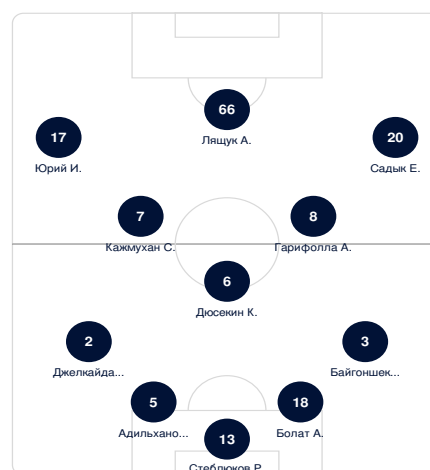 66
Лящук А.
17
Юрий И.
20
Садык Е.
7
Кажмухан С.
8
Гарифолла А.
6
Дюсекин К.
2
Джелкайда...
3
Байгоншек...
5
Адильхано...
18
Болат А.
13
Стеблюков Р.